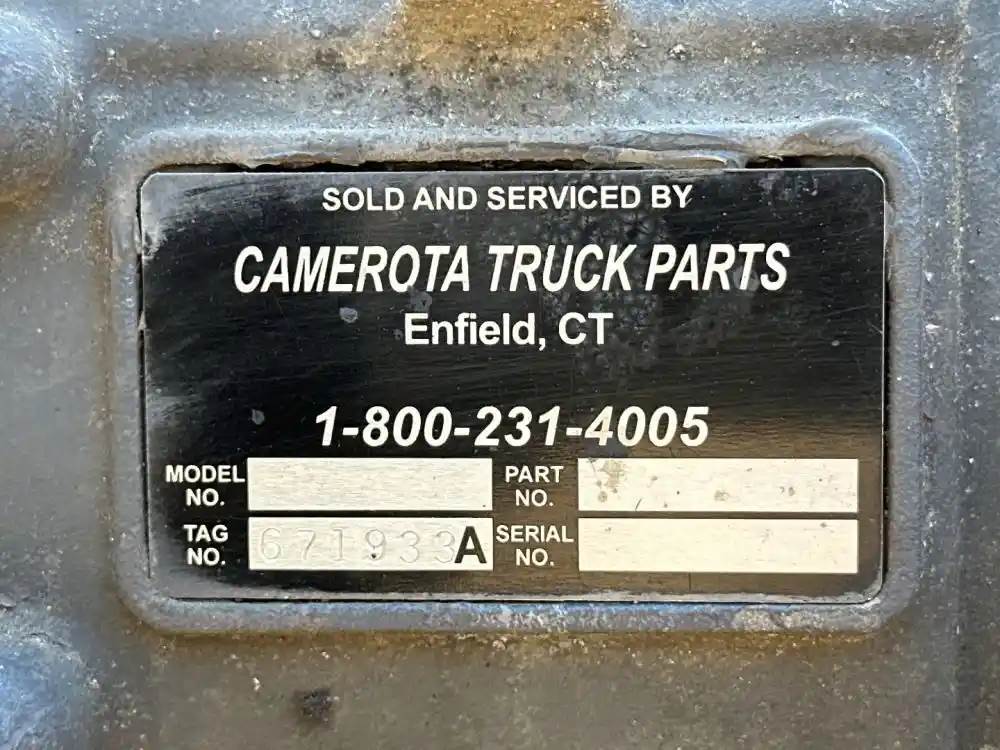 SOLD AND SERVICED BY
CAMEROTA TRUCK PARTS
Enfield, CT
1-800-231-4005
MODEL NO.
PART NO.
TAG NO. 671933A
SERIAL NO.